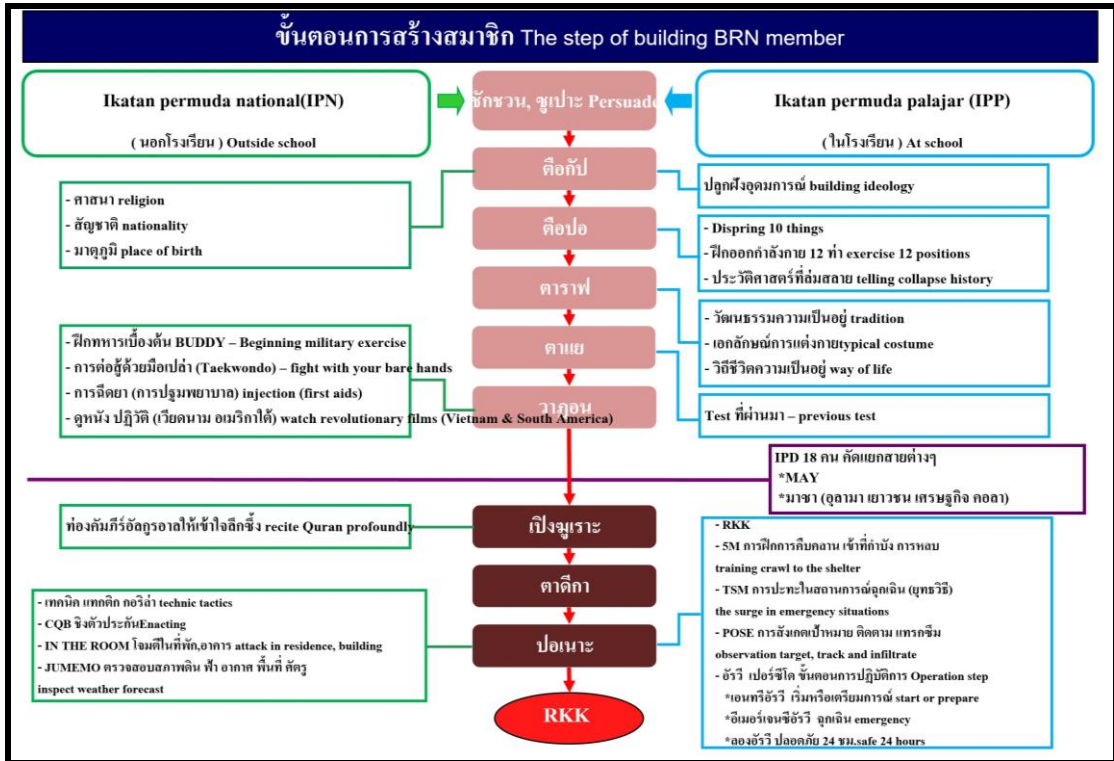 ขั้นตอนการสร้างสมาชิก The step of building BRN member
Ikatan permuda national(IPN)
( นอกโรงเรียน ) Outside school
ชักชวน, ซูเปาะ Persuade
Ikatan permuda palajar (IPP)
(ในโรงเรียน ) At school
- ศาสนา religion
- สัญชาติ nationality
- มาตุภูมิ place of birth
ตือกัป
ปลูกฝังอุดมการณ์ building ideology
ตือปอ
- Dispring 10 things
- ฝึกออกกำลังกาย 12 ท่า exercise 12 positions
- ประวัติศาสตร์ที่ล่มสลาย telling collapse history
ตาราฟ
- วัฒนธรรมความเป็นอยู่ tradition
- เอกลักษณ์การแต่งกายtypical costume
- วิถีชีวิตความเป็นอยู่ way of life
ตาแย
- ฝึกทหารเบื้องต้น BUDDY – Beginning military exercise
- การต่อสู้ด้วยมือเปล่า (Taekwondo) – fight with your bare hands
- การฉีดยา (การปฐมพยาบาล) injection (first aids)
- ดูหนัง ปฏิวัติ (เวียดนาม อเมริกาใต้) watch revolutionary films (Vietnam & South America)
วาภอน
Test ที่ผ่านมา – previous test
IPD 18 คน คัดแยกสายต่างๆ
*MAY
*มาซา (อุลามา เยาวชน เศรษฐกิจ คอลา)
ท่องคัมภีร์อัลกุรอาลให้เข้าใจลึกซึ้ง recite Quran profoundly
เปิงฆูเราะ
ตาดีกา
ปอเนาะ
- เทคนิค แทกติก กอริล่า technic tactics
- CQB ชิงตัวประกันEnacting
- IN THE ROOM โจมตีในที่พัก,อาคาร attack in residence, building
- JUMEMO ตรวจสอบสภาพดิน ฟ้า อากาศ พื้นที่ ศัตรู
inspect weather forecast
- RKK
- 5M การฝึกการคืบคลาน เข้าที่กำบัง การหลบ
training crawl to the shelter
- TSM การปะทะในสถานการณ์ฉุกเฉิน (ยุทธวิธี)
the surge in emergency situations
- POSE การสังเกตเป้าหมาย ติดตาม แทรกซึม
observation target, track and infiltrate
- อัรวี เปอร์ซีโด ขั้นตอนการปฏิบัติการ Operation step
*เอนทรีอัรวี เริ่มหรือเตรียมการณ์ start or prepare
*อีเมอร์เจนซีอัรวี ฉุกเฉิน emergency
*ลองอัรวี ปลอดภัย 24 ชม.safe 24 hours
RKK